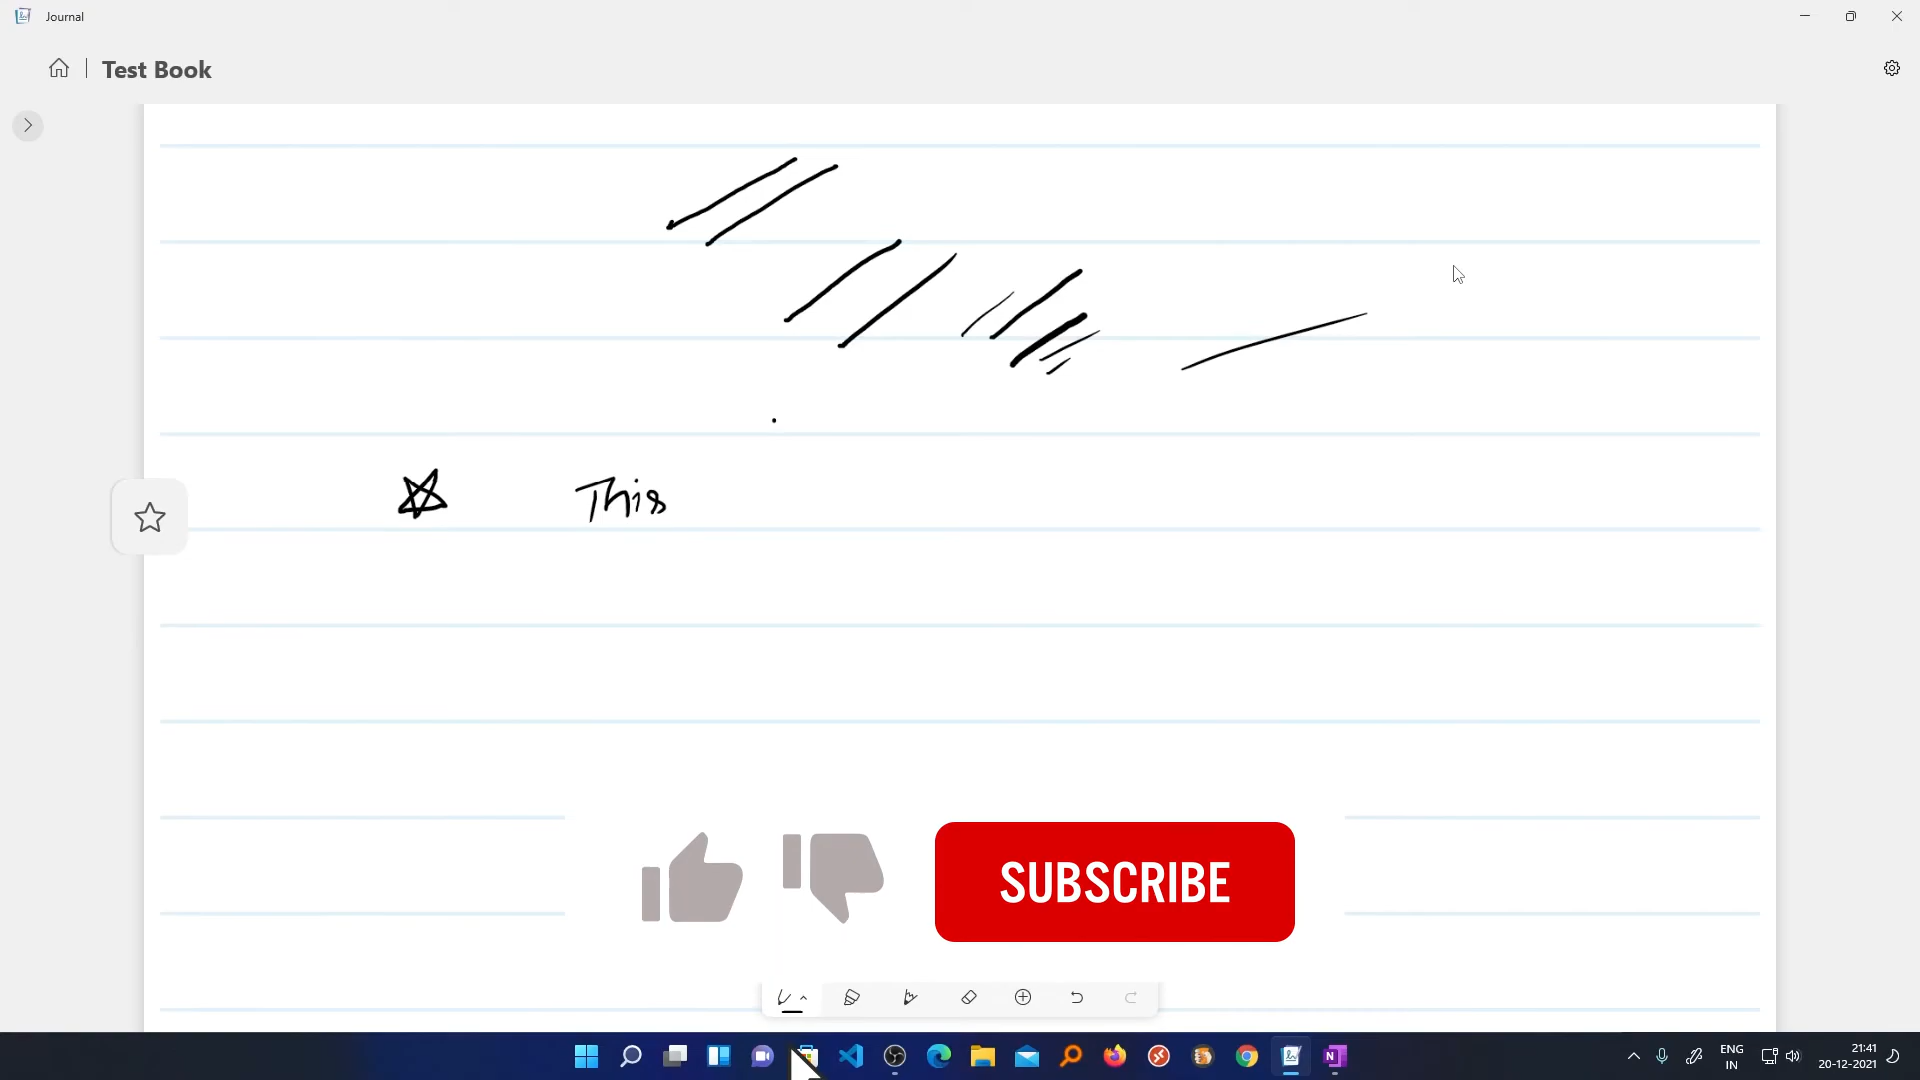 Journal
Test Book
This
SUBSCRIBE
ENG
IN
21:41
20-12-2021